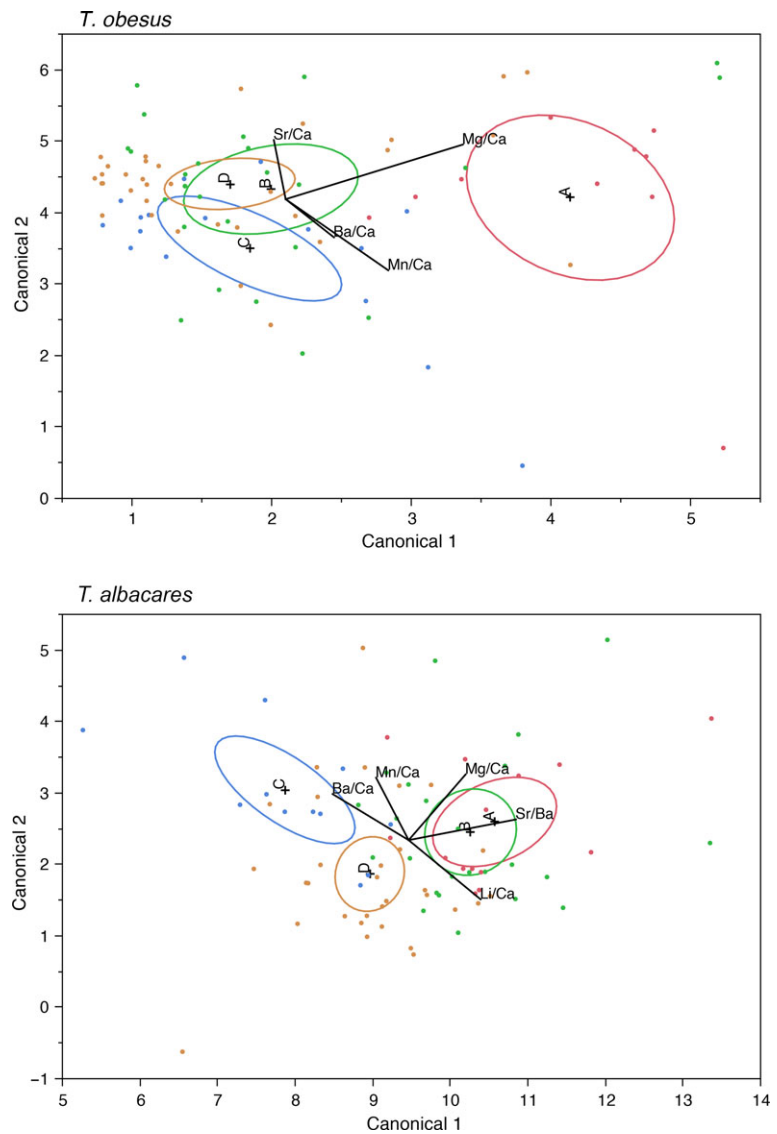 T. obesus
6
5
4
3
2
1
0
Sr/Ca
Mg/Ca
D
B
A
Ba/Ca
C
Mn/Ca
1 2 3 4 5
Canonical 2
Canonical 1
T. albacares
5
4
3
2
1
0
−1
C
Ba/Ca
Mn/Ca
Mg/Ca
A
B
Sr/Ba
D
Li/Ca
5 6 7 8 9 10 11 12 13 14
Canonical 2
Canonical 1